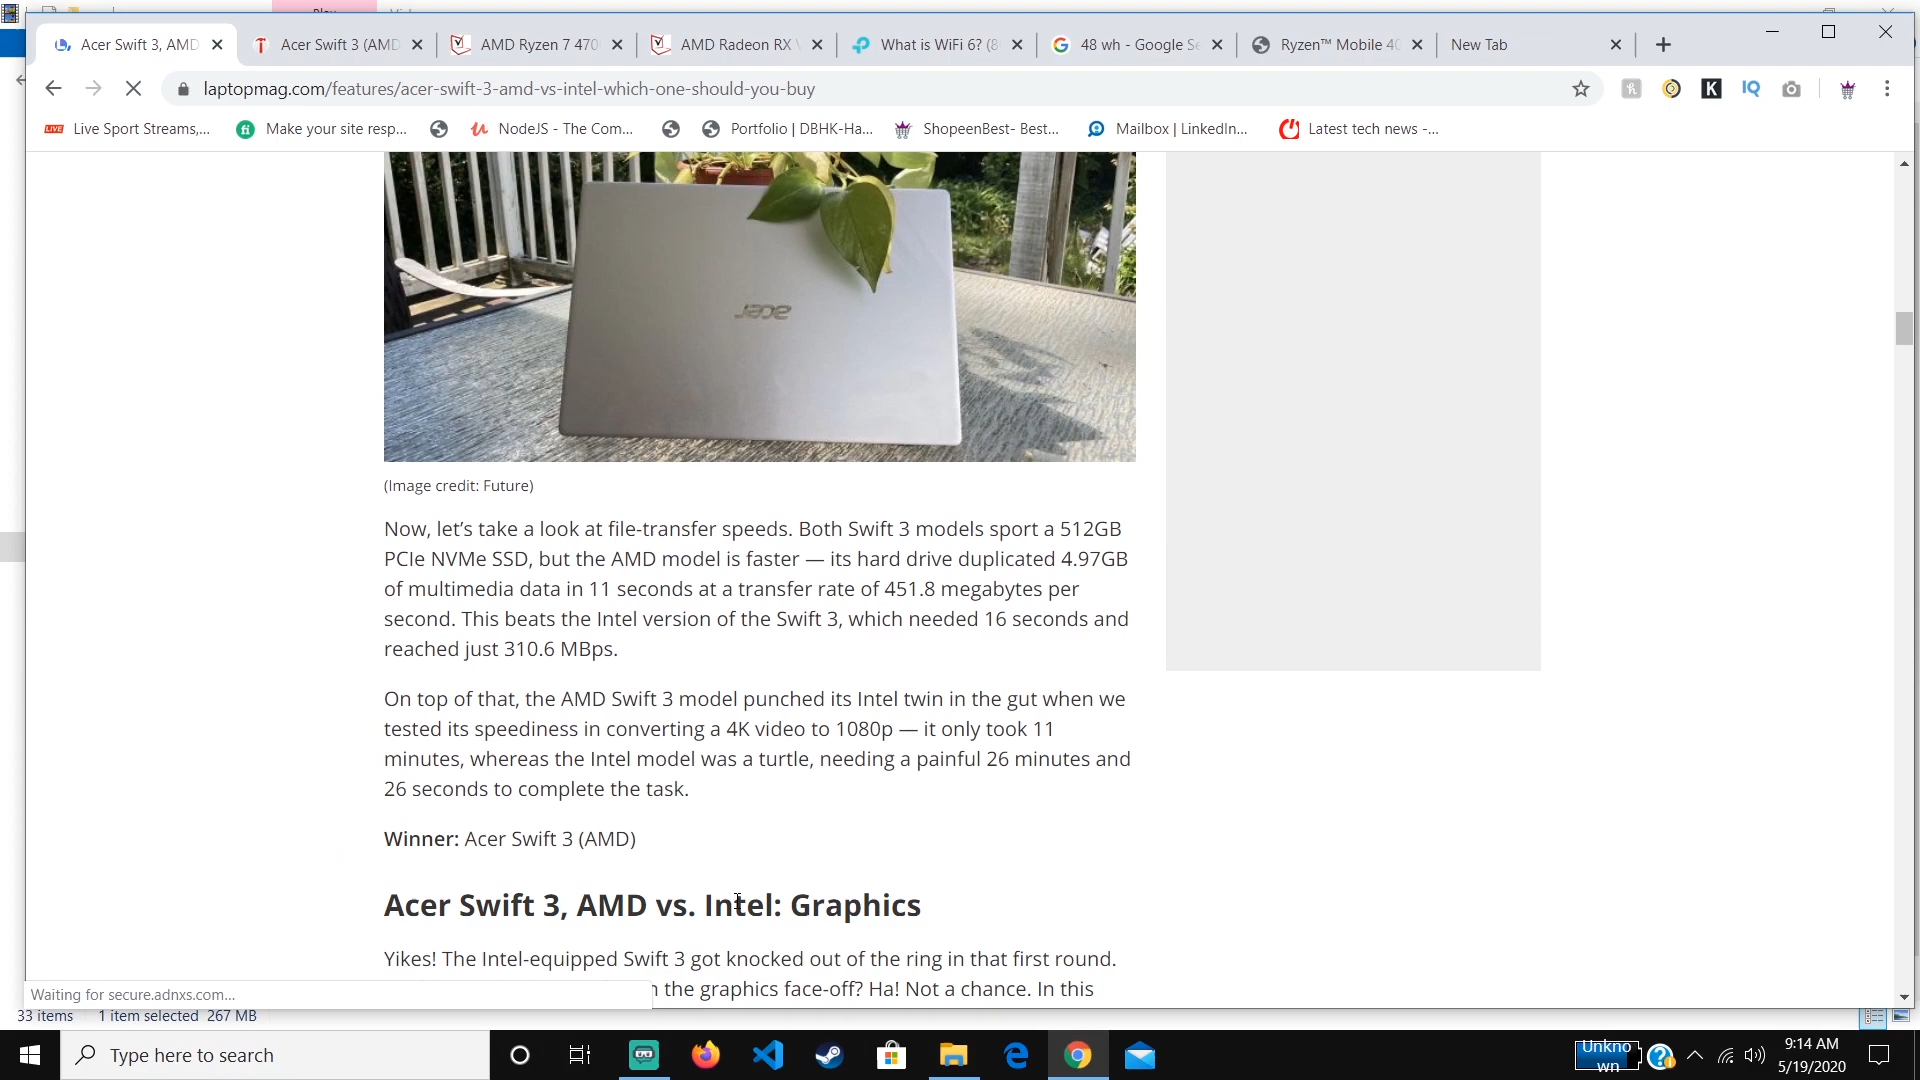 Acer Swift 3, AMD
Acer Swift 3 (AMD
AMD Ryzen 7 470
AMD Radeon RX
What is WiFi 6? (8
48 wh - Google Se
Ryzen™ Mobile 40
New Tab
laptopmag.com/features/acer-swift-3-amd-vs-intel-which-one-should-you-buy
LIVE Live Sport Streams,...
fi Make your site resp...
NodeJS - The Com...
Portfolio | DBHK-Ha...
ShopeenBest- Best...
Mailbox | LinkedIn...
Latest tech news -...
acer
(Image credit: Future)
Now, let’s take a look at file-transfer speeds. Both Swift 3 models sport a 512GB
PCIe NVMe SSD, but the AMD model is faster — its hard drive duplicated 4.97GB
of multimedia data in 11 seconds at a transfer rate of 451.8 megabytes per
second. This beats the Intel version of the Swift 3, which needed 16 seconds and
reached just 310.6 MBps.
On top of that, the AMD Swift 3 model punched its Intel twin in the gut when we
tested its speediness in converting a 4K video to 1080p — it only took 11
minutes, whereas the Intel model was a turtle, needing a painful 26 minutes and
26 seconds to complete the task.
Winner: Acer Swift 3 (AMD)
Acer Swift 3, AMD vs. Intel: Graphics
Yikes! The Intel-equipped Swift 3 got knocked out of the ring in that first round.
the graphics face-off? Ha! Not a chance. In this
Waiting for secure.adnxs.com...
33 items 1 item selected 267 MB
Type here to search
Unkno
wn
9:14 AM
5/19/2020